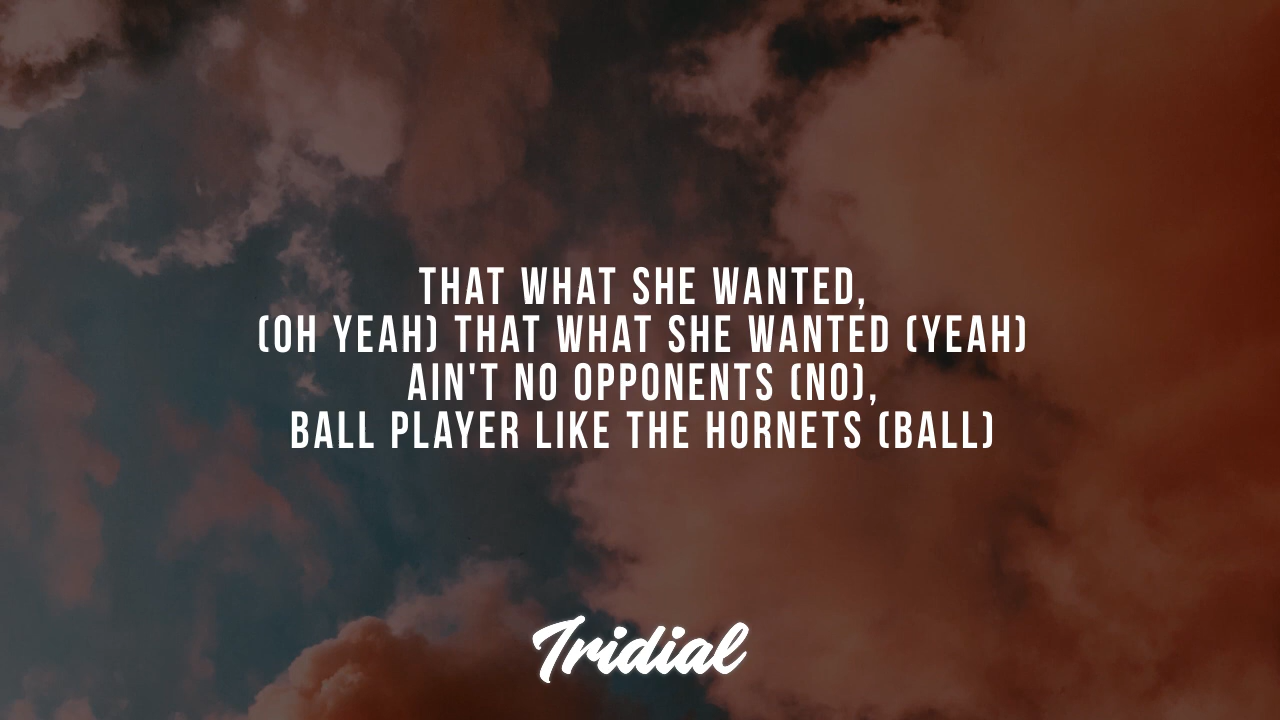 THAT WHAT SHE WANTED,
(OH YEAH) THAT WHAT SHE WANTED (YEAH)
AIN'T NO OPPONENTS (NO),
BALL PLAYER LIKE THE HORNETS (BALL)
Tridial